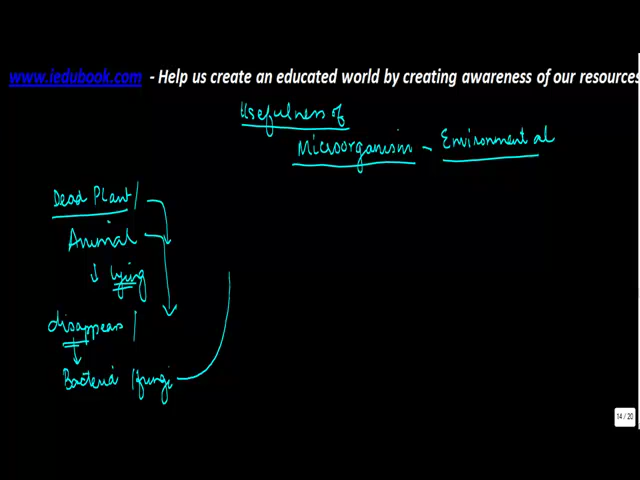 www.iedubook.com - Help us create an educated world by creating awareness of our resources
Usefulness of
Microorganism - Environmental
Dead Plant/
Animal
↓ lying
disappears /
↓
Bacteria/fungi
14 / 20